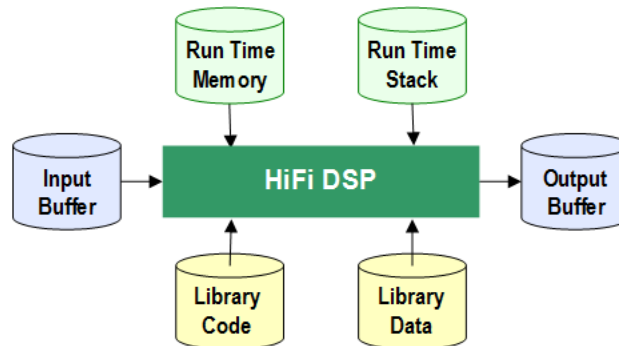 Run Time
Memory
Run Time
Stack
Input
Buffer
HiFi DSP
Output
Buffer
Library
Code
Library
Data